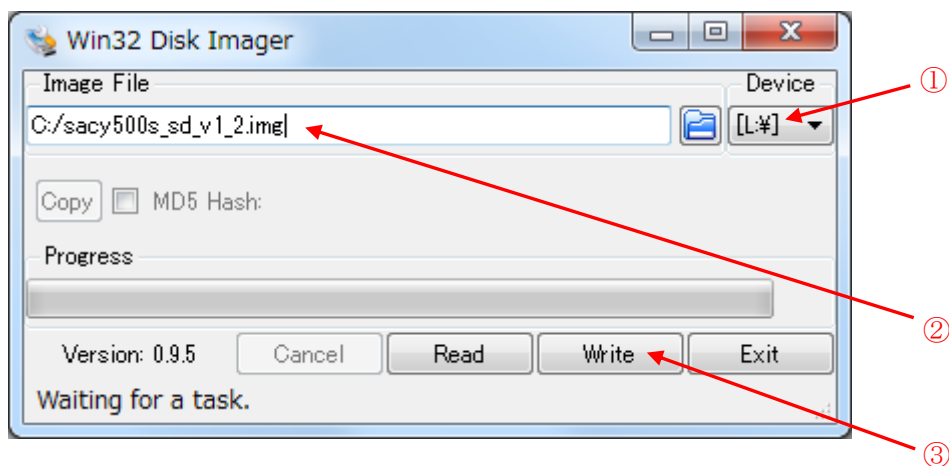 Win32 Disk Imager
Image File
Device
①
C:/sacy500s_sd_v1_2.img
[L:¥]
Copy
MD5 Hash:
Progress
②
Version: 0.9.5
Cancel
Read
Write
Exit
Waiting for a task.
③